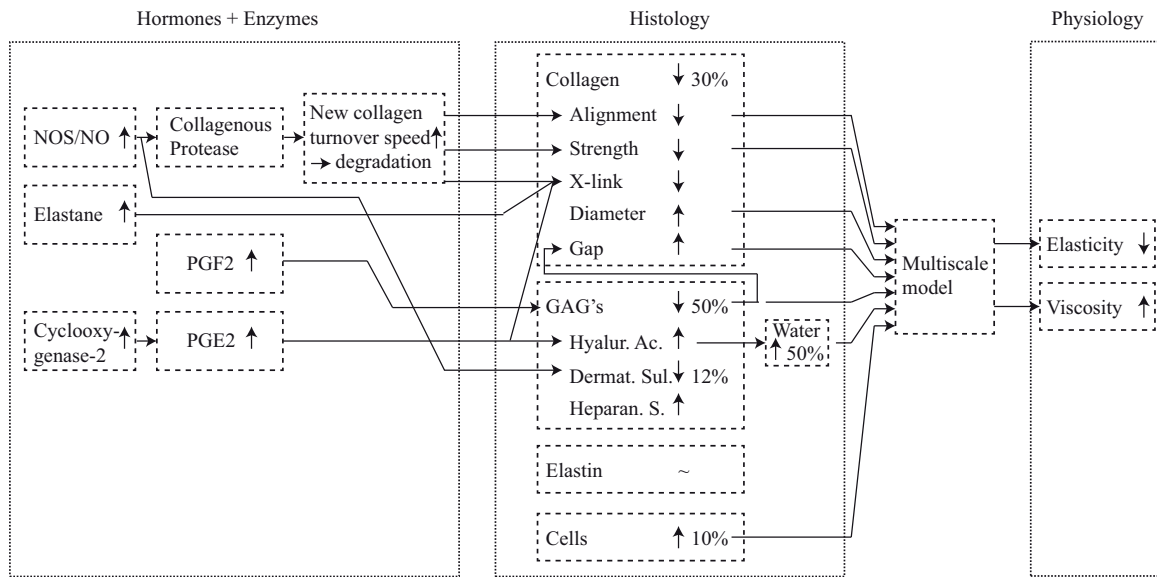 Hormones + Enzymes
Histology
Physiology
NOS/NO ↑
Collagenous
Protease
New collagen
turnover speed ↑
→ degradation
Elastane ↑
PGF2 ↑
Cyclooxy-
genase-2 ↑
PGE2 ↑
Collagen ↓ 30%
Alignment ↓
Strength ↓
X-link ↓
Diameter ↑
Gap ↑
GAG's ↓ 50%
Hyalur. Ac. ↑
Dermat. Sul. ↓ 12%
Heparan. S. ↑
Water
↑ 50%
Elastin ~
Cells ↑ 10%
Multiscale
model
Elasticity ↓
Viscosity ↑